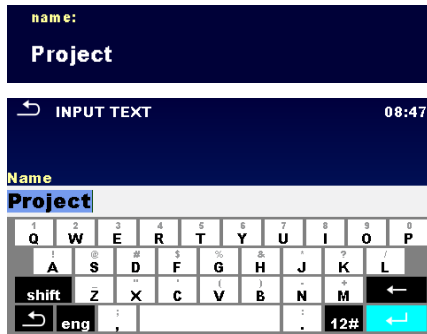 name:
Project
INPUT TEXT 08:47
Name
Project
1 2 3 4 5 6 7 8 9 0
Q W E R T Y U I O P
! @ # $ % & * ? /
A S D F G H J K L
- " ' ( ) - +
shift Z X C V B N M
eng ; , : . 12#